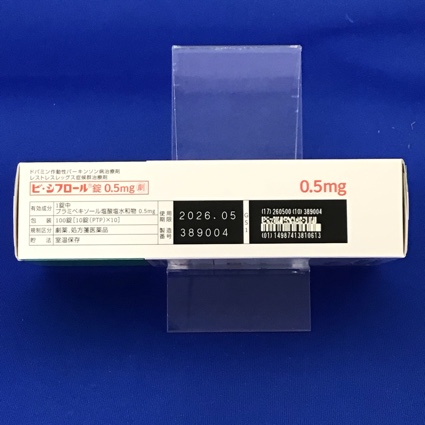 ドパミン作動性パーキンソン病治療剤
レストレスレッグス症候群治療剤
ビ・シフロール®錠 0.5mg 劇
0.5mg
有効成分 1錠中
プラミペキソール塩酸塩水和物 0.5mg
包装 100錠[10錠(PTP)×10]
規制区分 劇薬、処方箋医薬品
貯法 室温保存
使用期限 2026.05
製造番号 389004
GS1
(17)260500(10)389004
(01)14987413810613